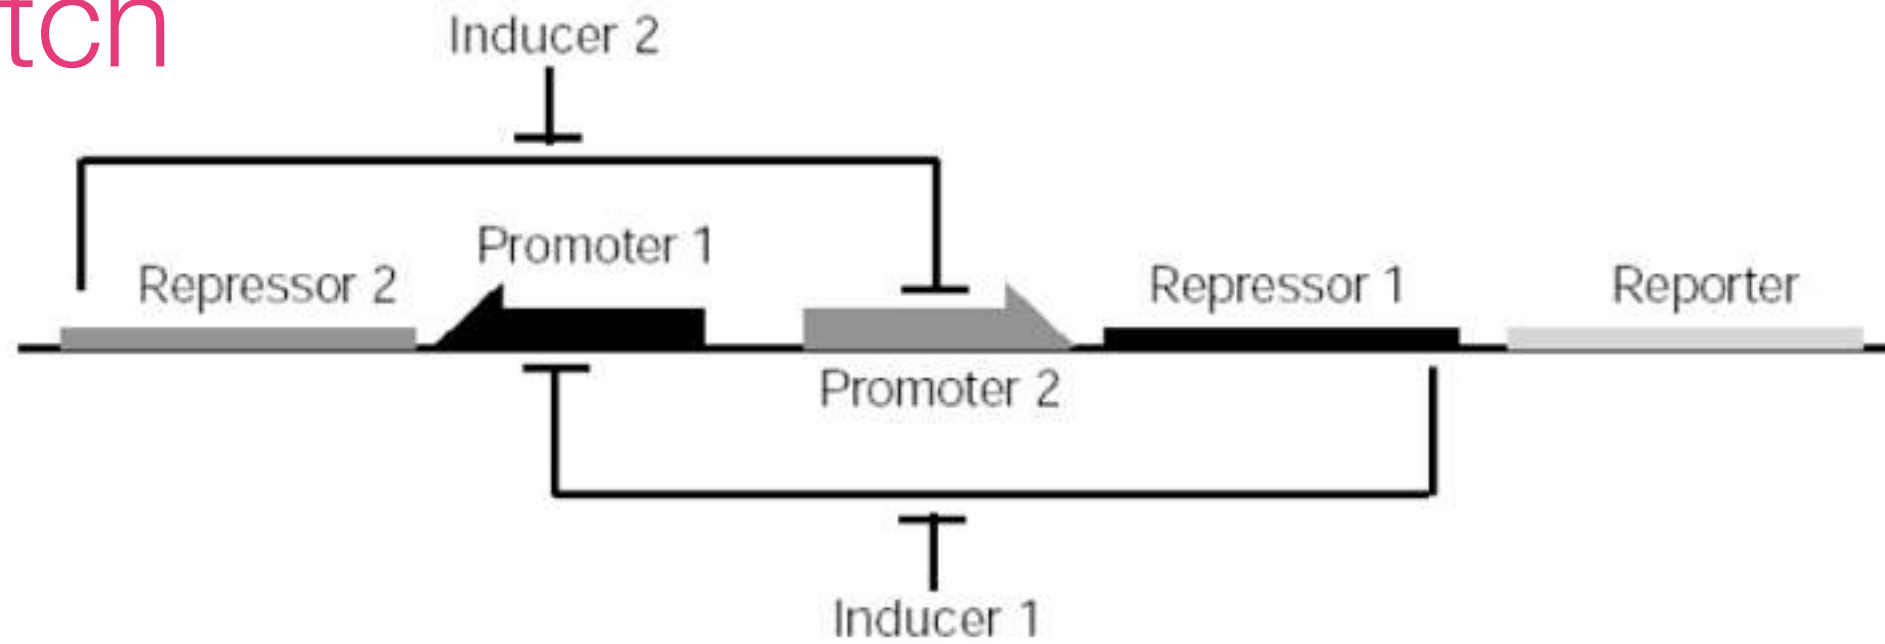 tch
Inducer 2
Promoter 1
Repressor 2
Repressor 1
Reporter
Promoter 2
Inducer 1